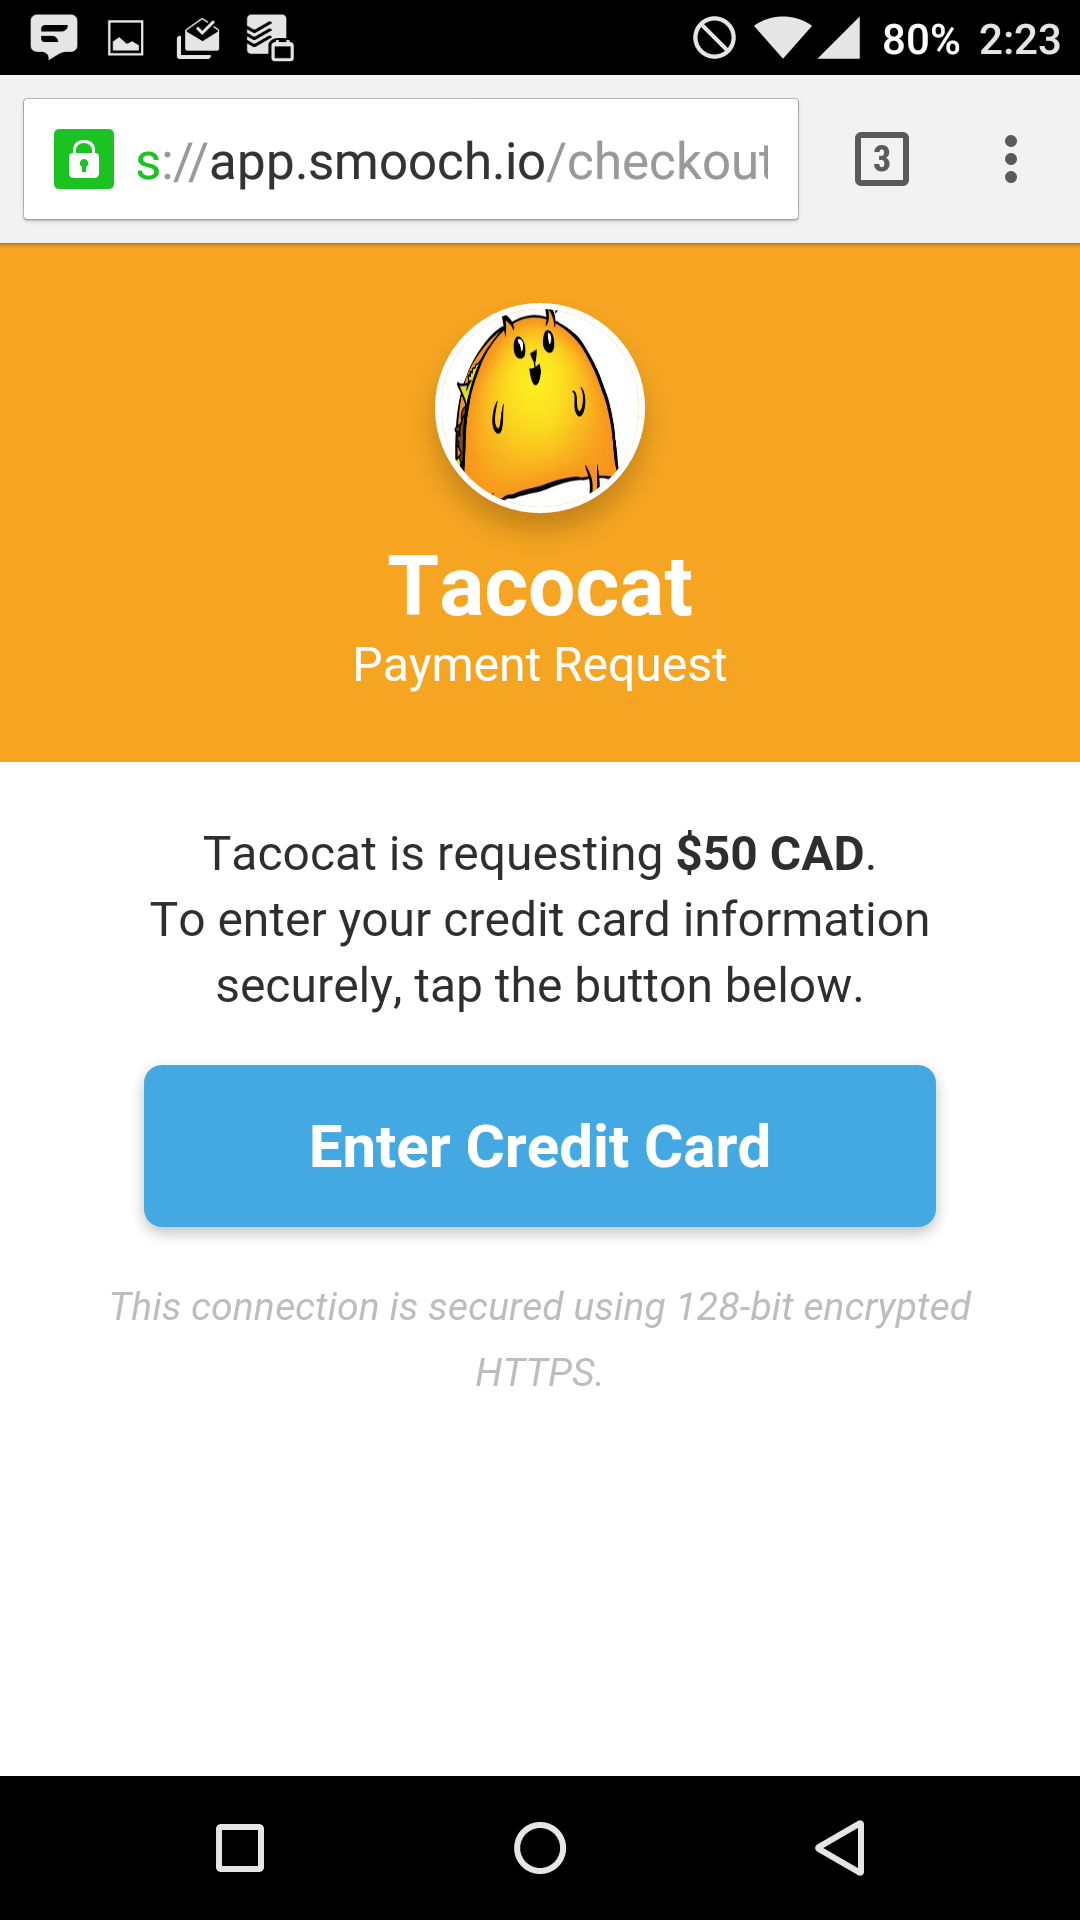 80% 2:23
s://app.smooch.io/checkout
3
Tacocat
Payment Request
Tacocat is requesting $50 CAD.
To enter your credit card information
securely, tap the button below.
Enter Credit Card
This connection is secured using 128-bit encrypted
HTTPS.